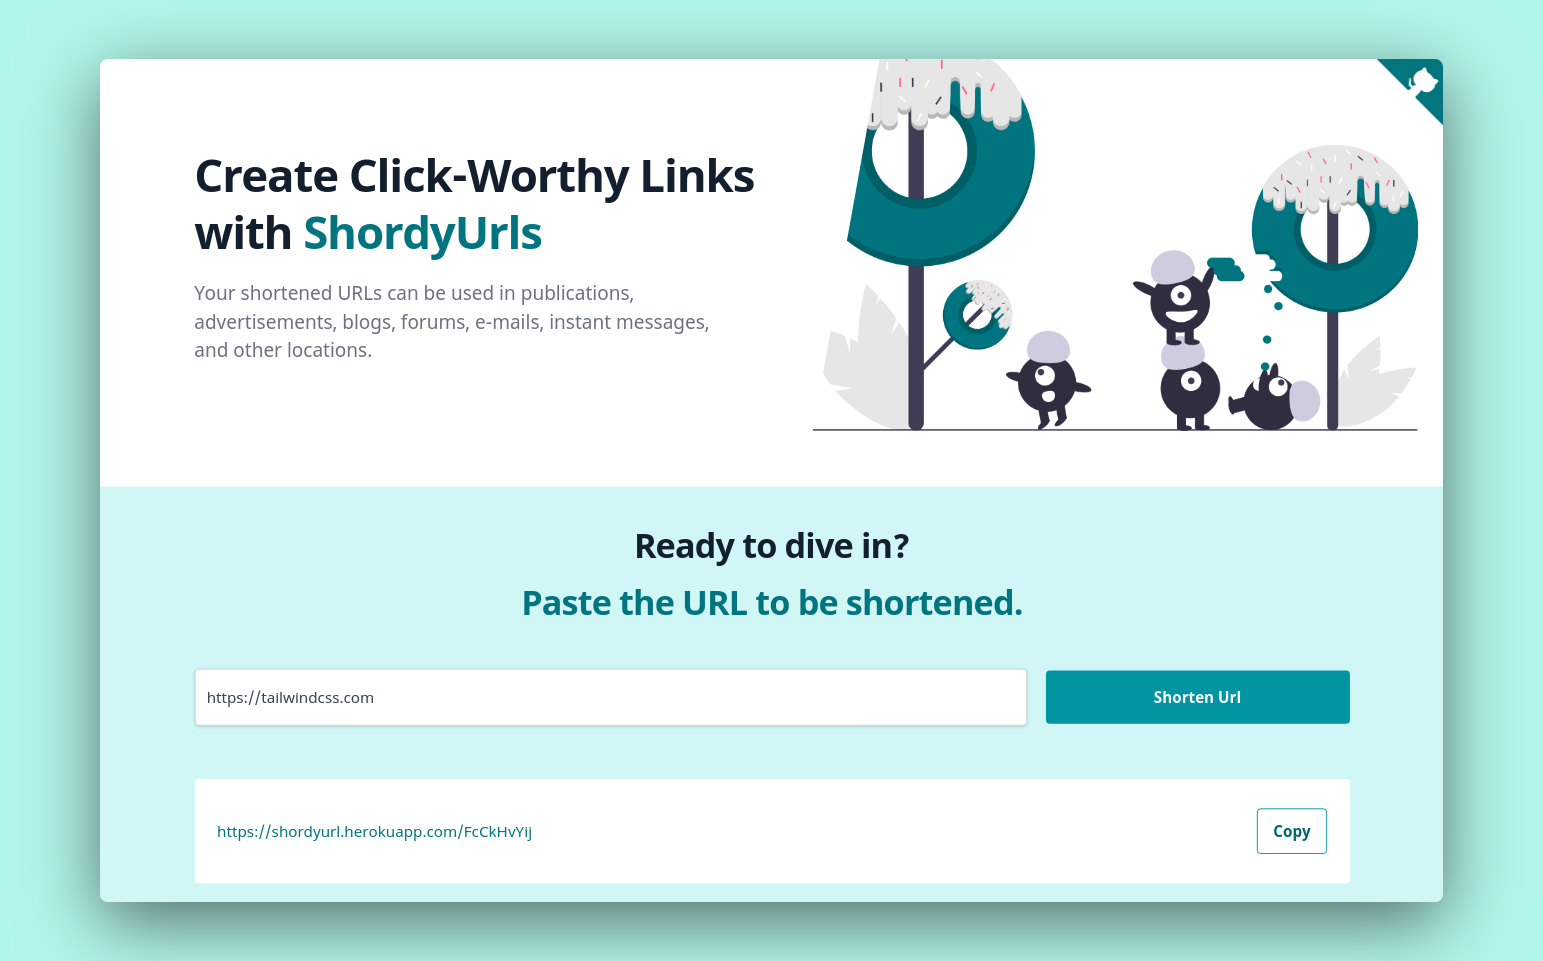 Create Click-Worthy Links
with ShordyUrls
Your shortened URLs can be used in publications,
advertisements, blogs, forums, e-mails, instant messages,
and other locations.
Ready to dive in?
Paste the URL to be shortened.
https://tailwindcss.com
Shorten Url
https://shordyurl.herokuapp.com/FcCkHvYij
Copy